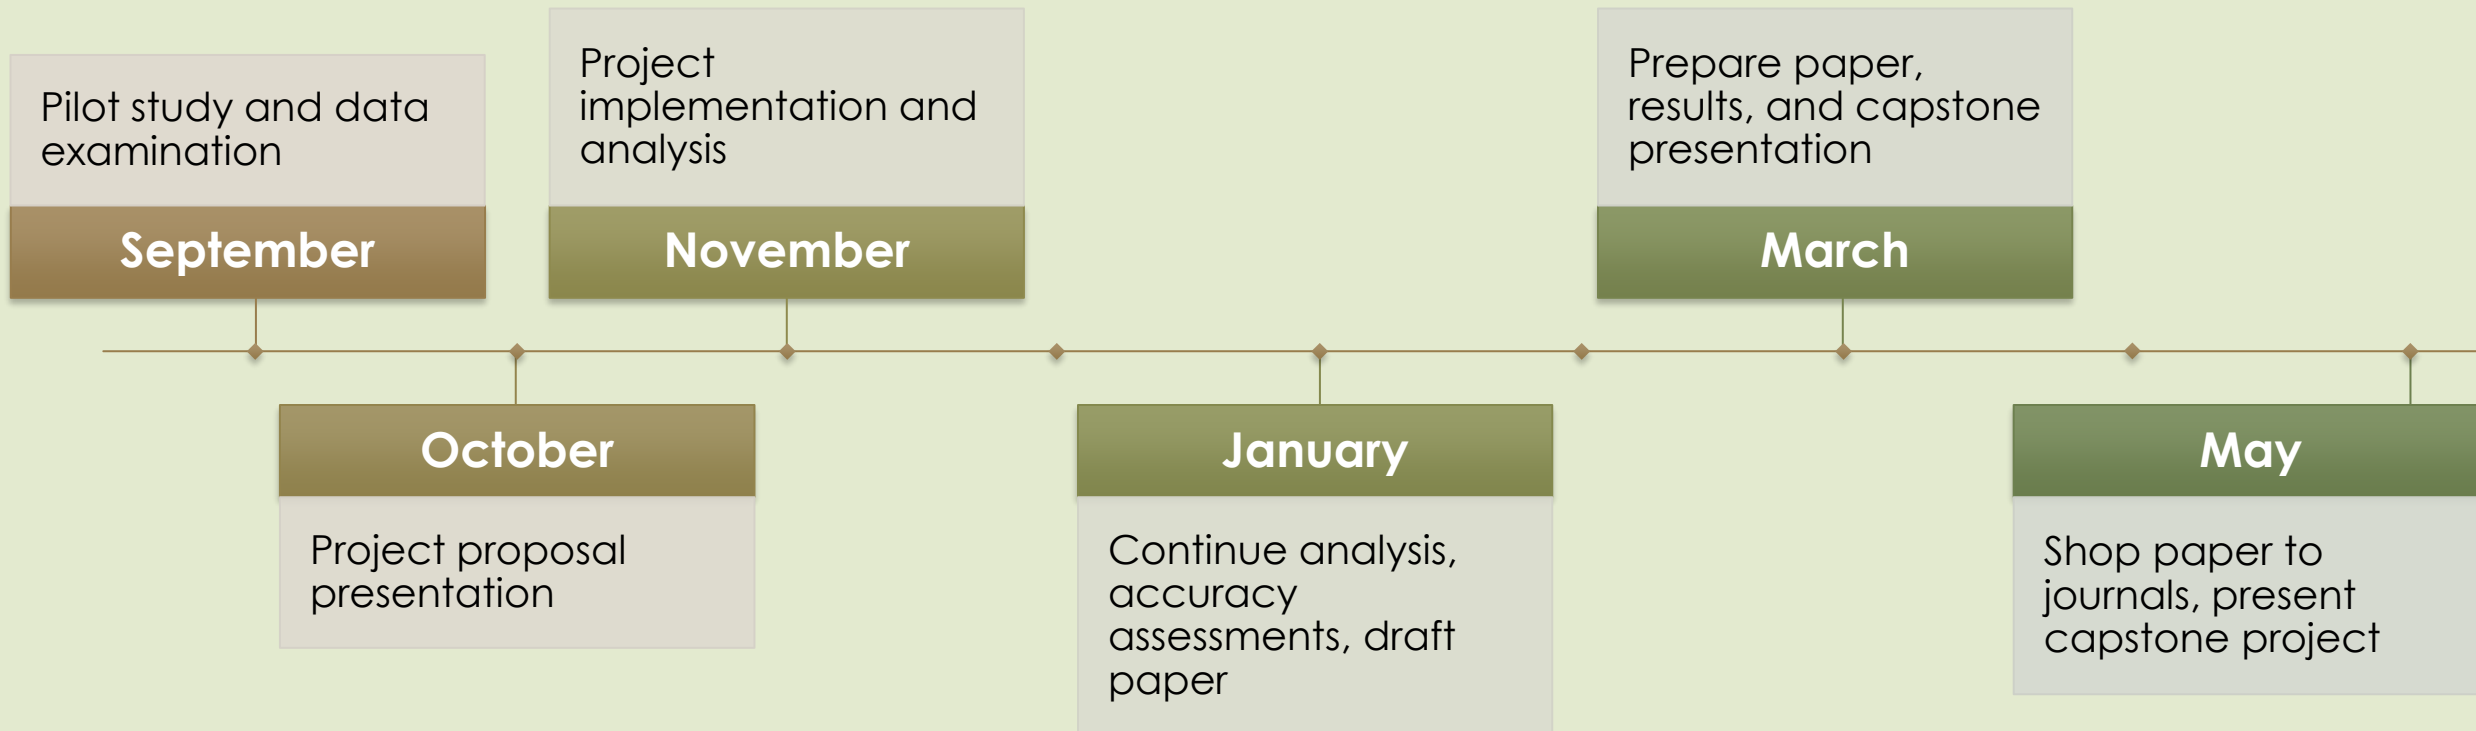 Pilot study and data
examination
September
October
Project proposal
presentation
Project
implementation and
analysis
November
January
Continue analysis,
accuracy
assessments, draft
paper
Prepare paper,
results, and capstone
presentation
March
May
Shop paper to
journals, present
capstone project